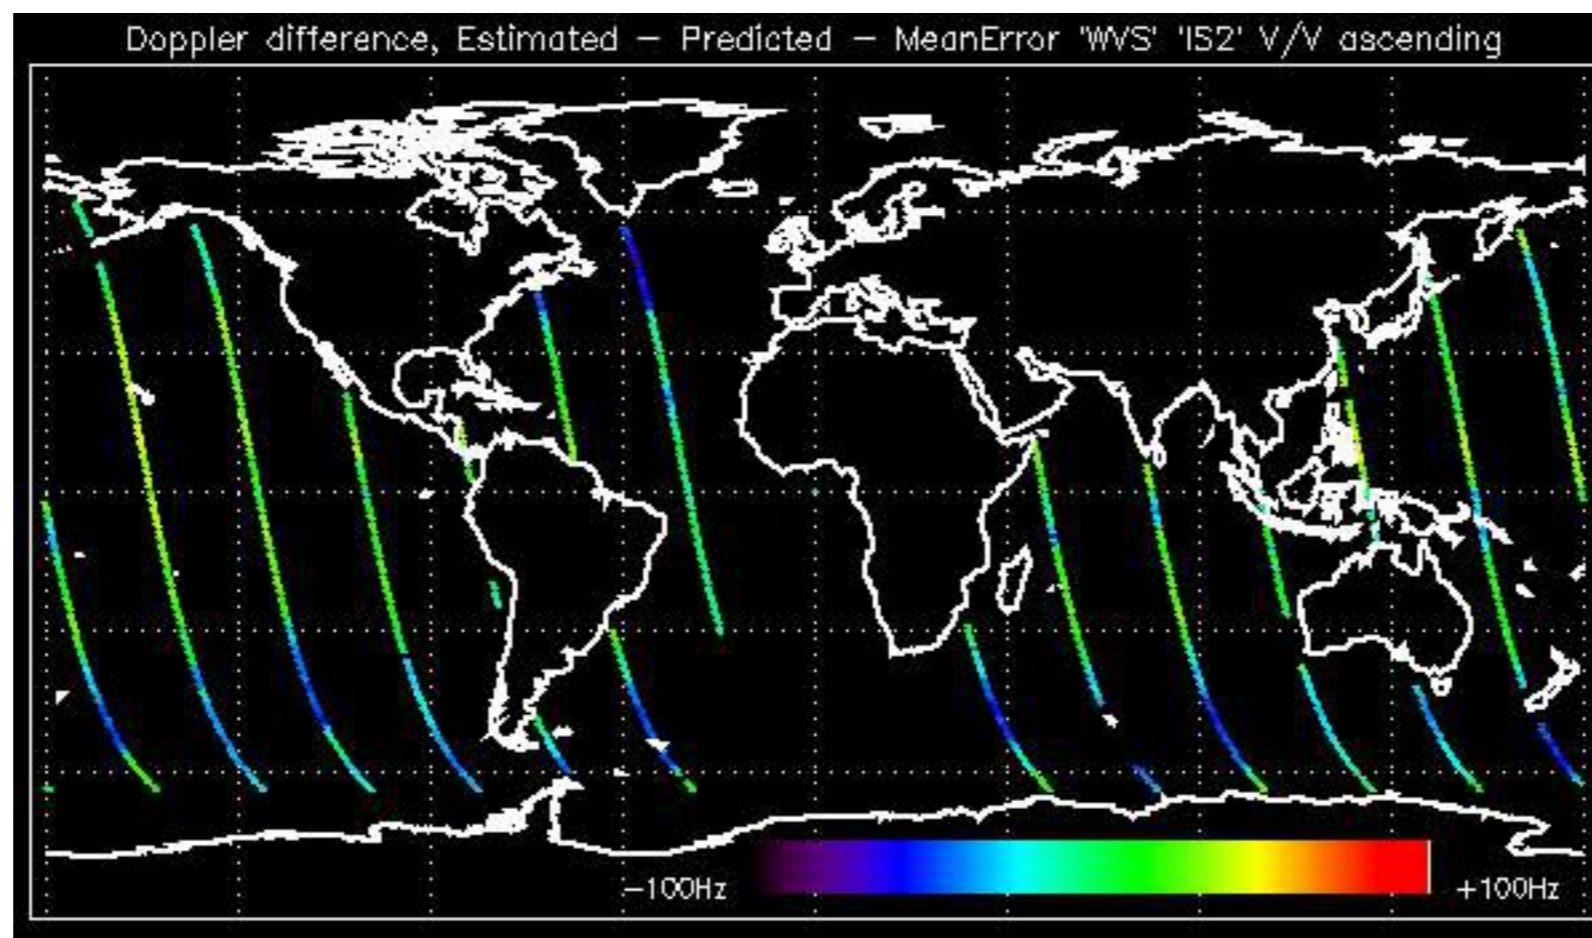 Doppler difference, Estimated – Predicted – MeanError 'WVS' 'IS2' V/V ascending
–100Hz +100Hz